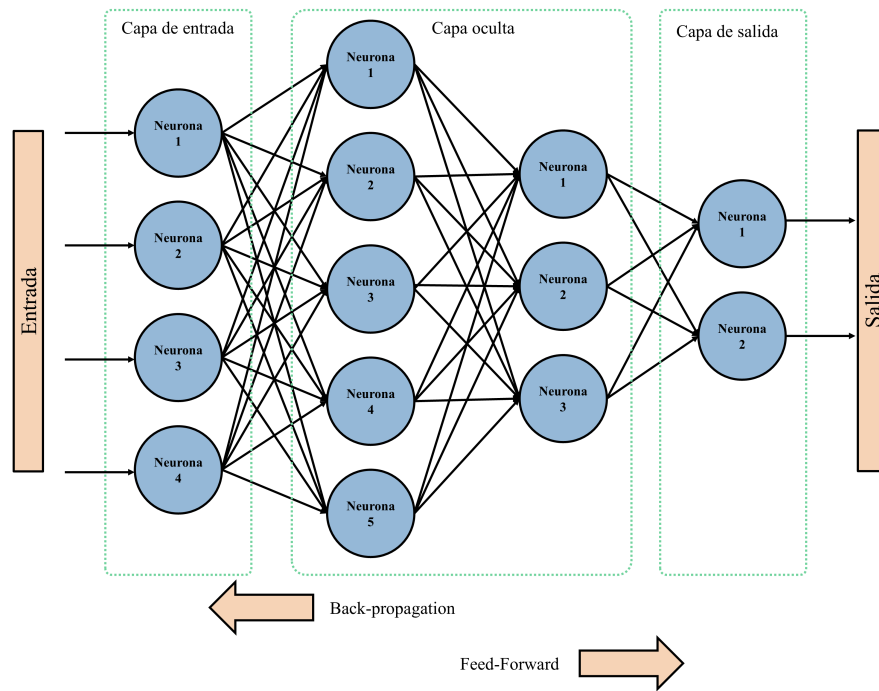 Capa de entrada
Capa oculta
Capa de salida
Entrada
Neurona
1
Neurona
2
Neurona
3
Neurona
4
Neurona
1
Neurona
2
Neurona
3
Neurona
4
Neurona
5
Neurona
1
Neurona
2
Neurona
3
Neurona
1
Neurona
2
Salida
Back-propagation
Feed-Forward